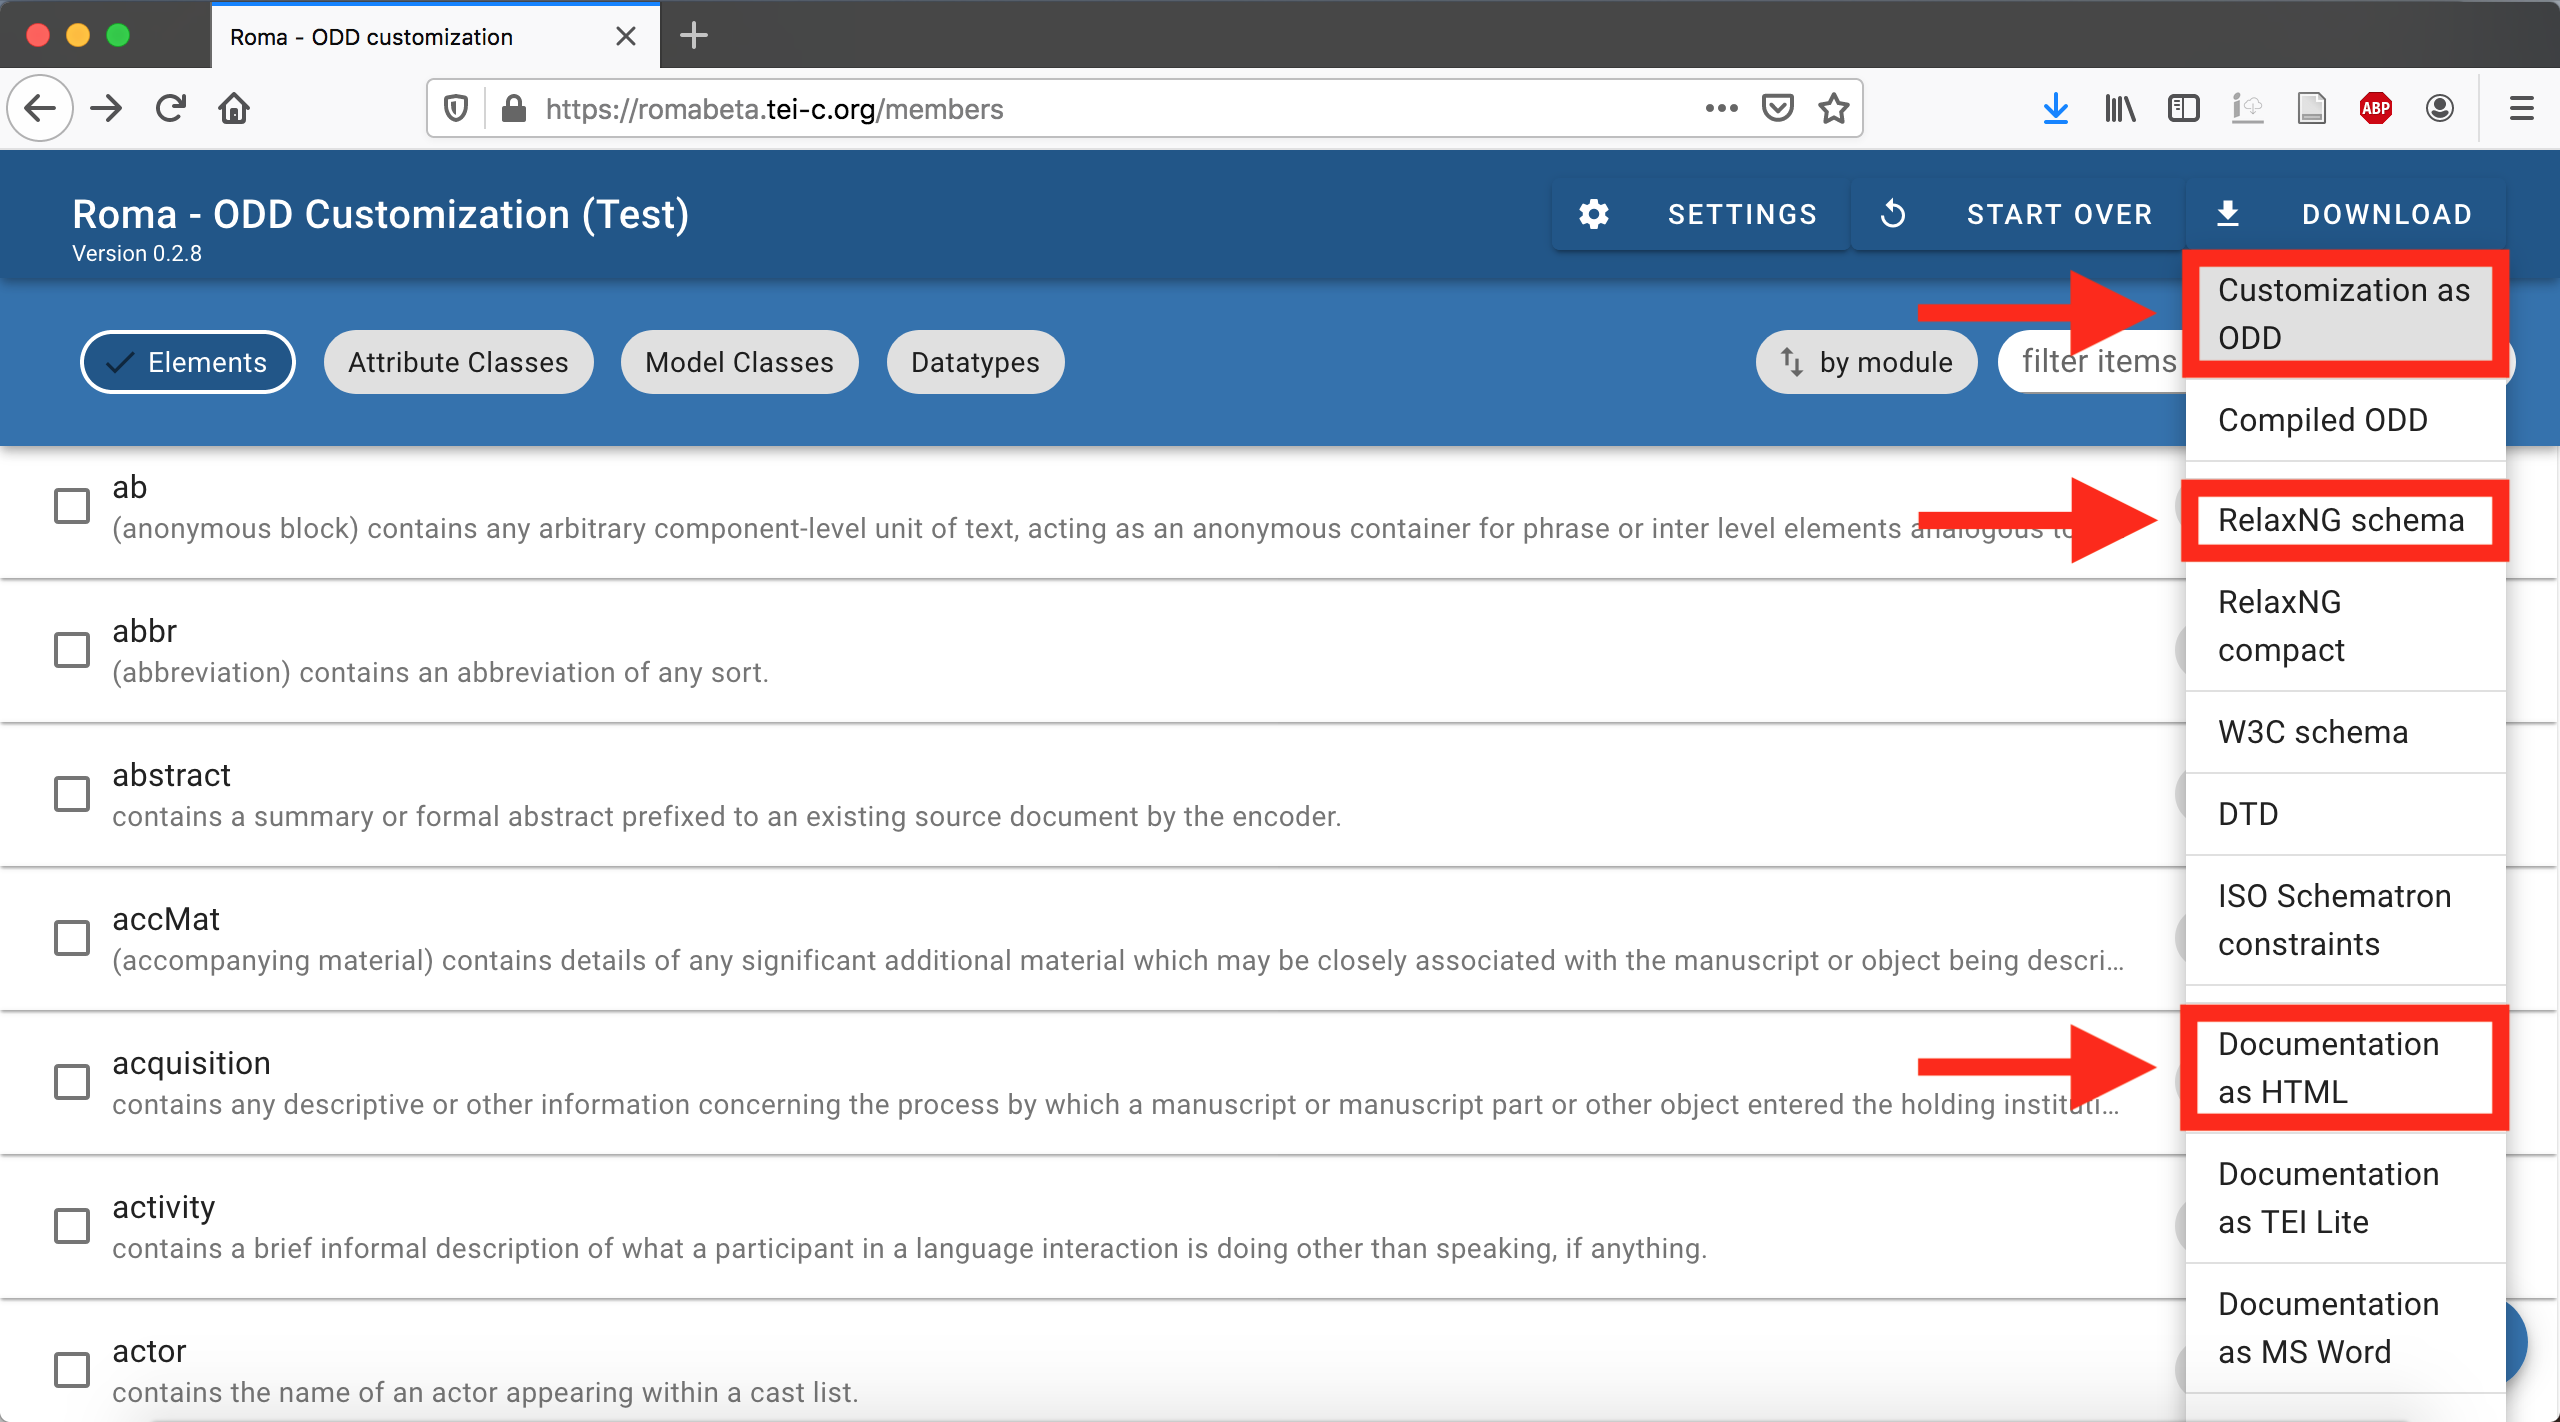 Roma - ODD customization
https://romabeta.tei-c.org/members
ABP
Roma - ODD Customization (Test)
Version 0.2.8
SETTINGS
START OVER
DOWNLOAD
Elements
Attribute Classes
Model Classes
Datatypes
by module
filter items
Customization as
ODD
Compiled ODD
RelaxNG schema
RelaxNG
compact
W3C schema
DTD
ISO Schematron
constraints
Documentation
as HTML
Documentation
as TEI Lite
Documentation
as MS Word
ab
(anonymous block) contains any arbitrary component-level unit of text, acting as an anonymous container for phrase or inter level elements analogous to
abbr
(abbreviation) contains an abbreviation of any sort.
abstract
contains a summary or formal abstract prefixed to an existing source document by the encoder.
accMat
(accompanying material) contains details of any significant additional material which may be closely associated with the manuscript or object being descri...
acquisition
contains any descriptive or other information concerning the process by which a manuscript or manuscript part or other object entered the holding instituti...
activity
contains a brief informal description of what a participant in a language interaction is doing other than speaking, if anything.
actor
contains the name of an actor appearing within a cast list.